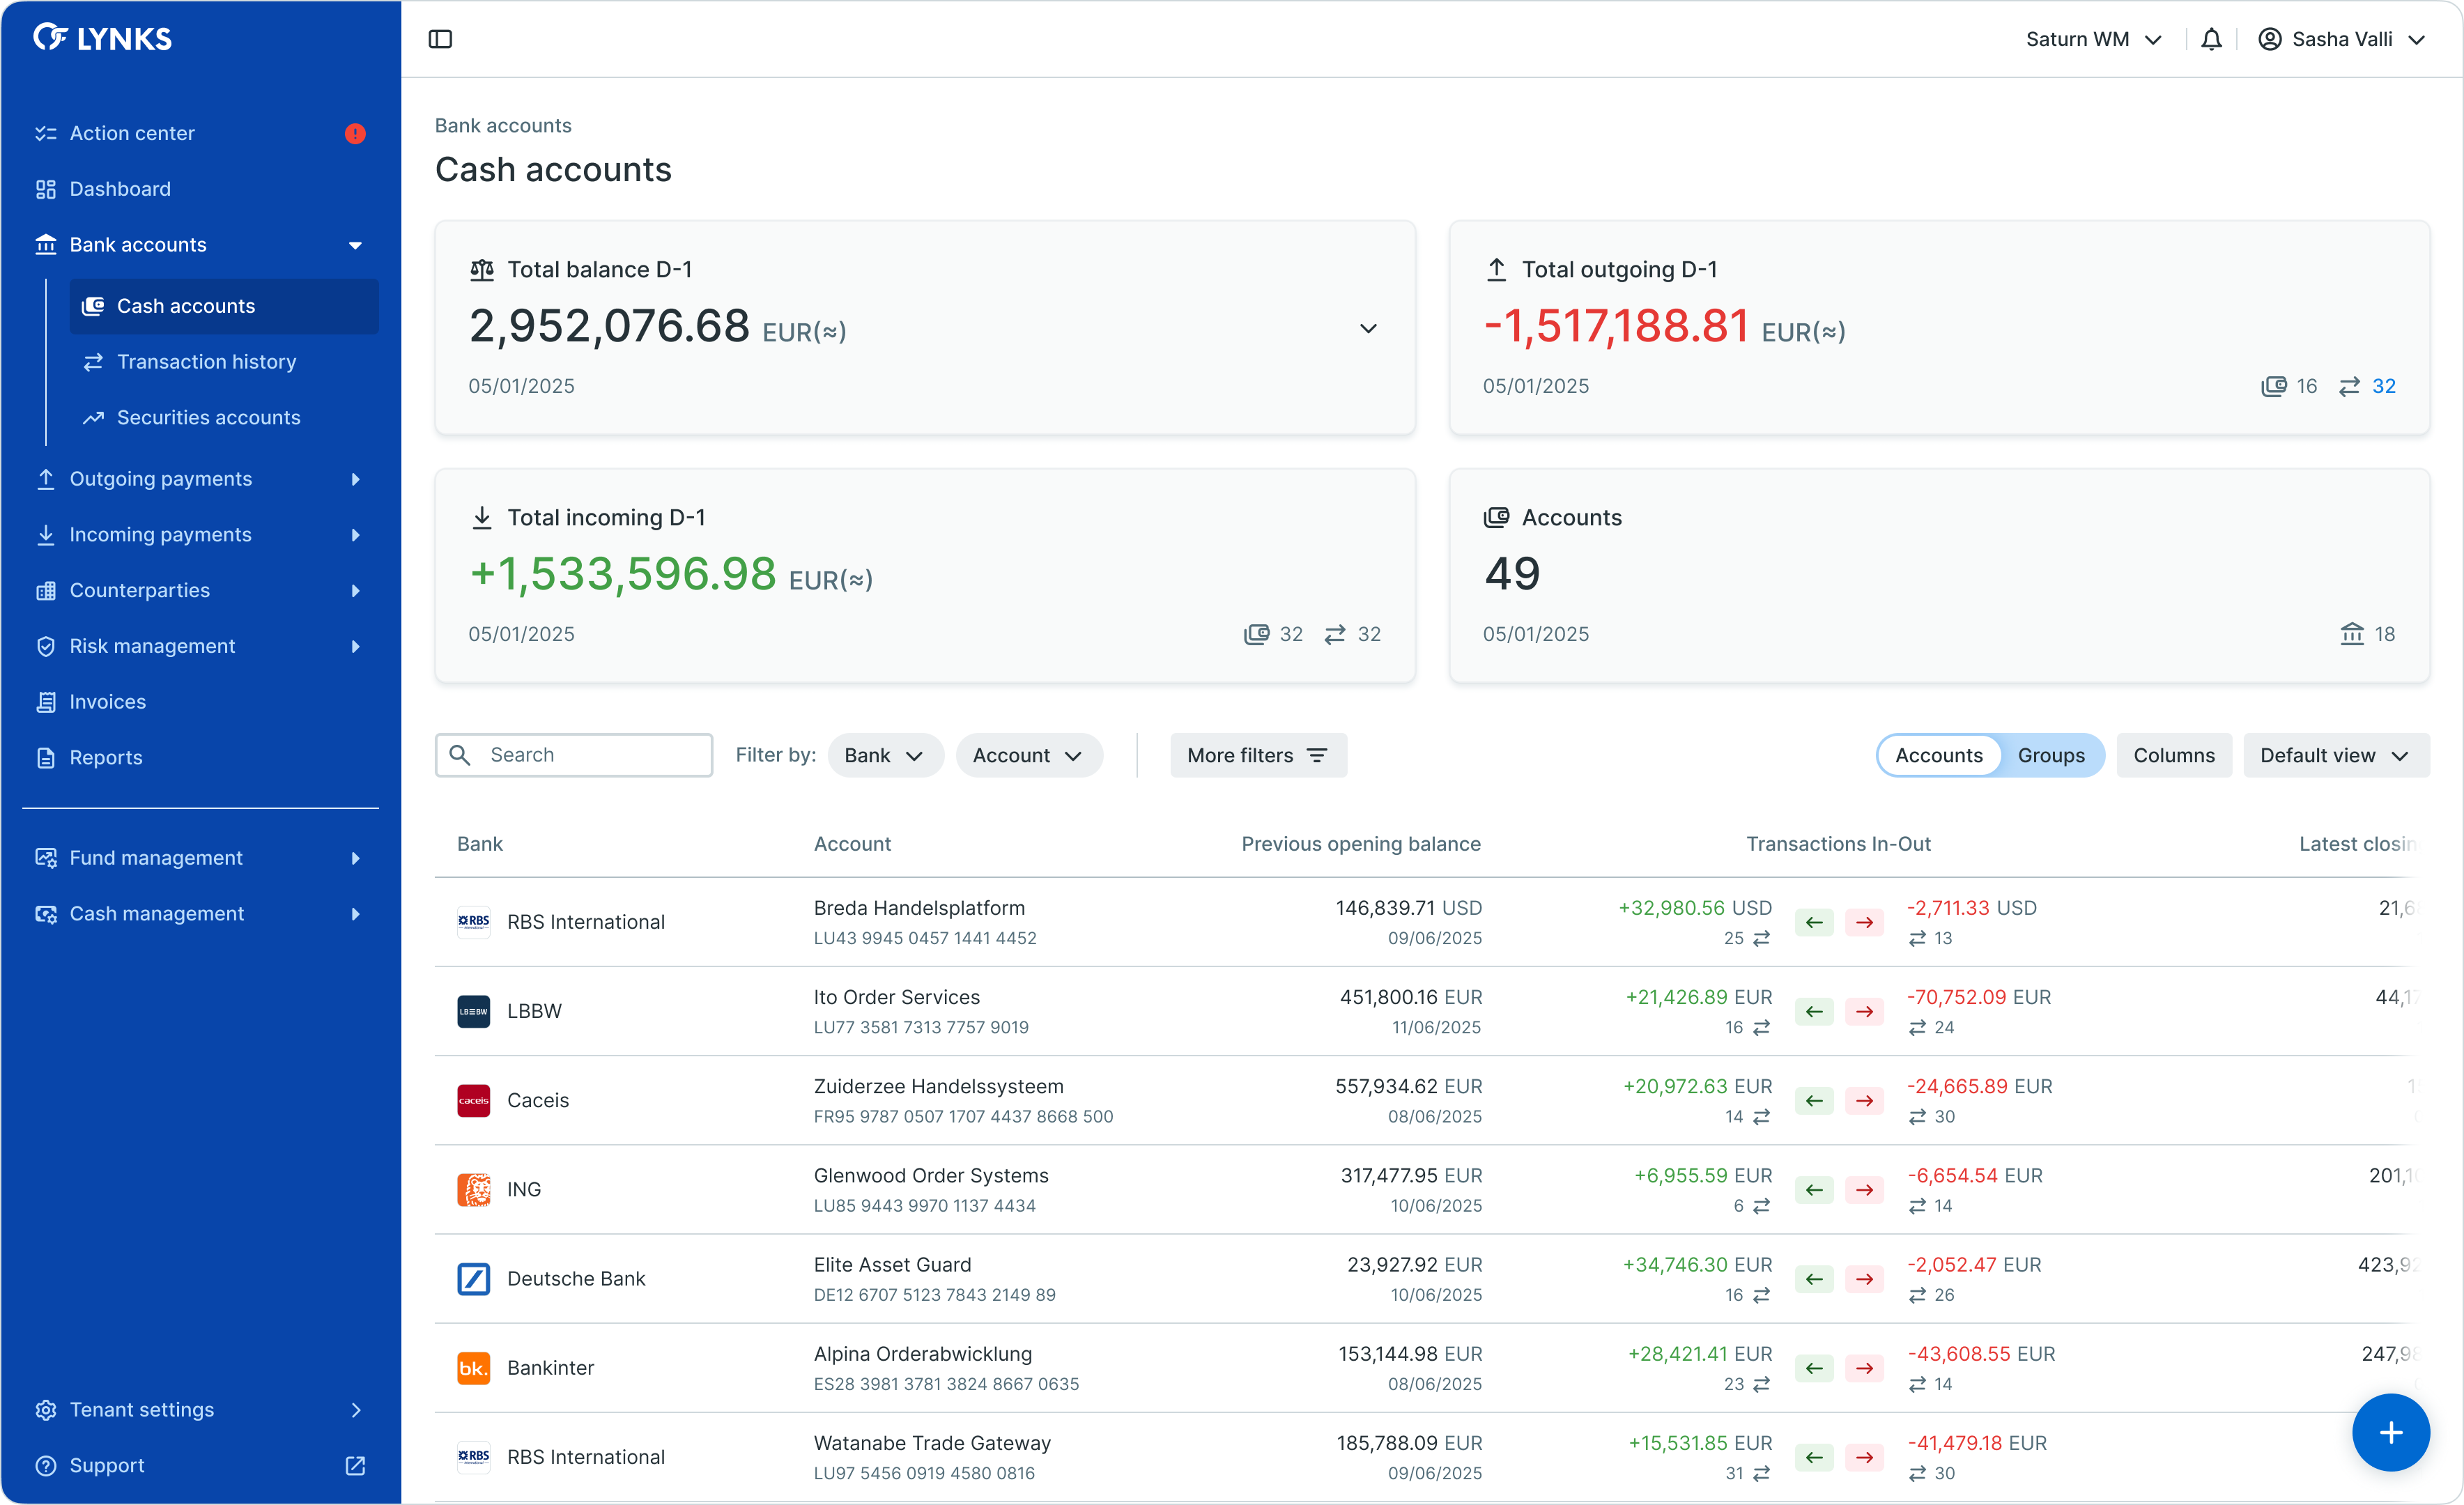 LYNKS
Saturn WM
Sasha Valli
Action center
Dashboard
Bank accounts
Cash accounts
Transaction history
Securities accounts
Outgoing payments
Incoming payments
Counterparties
Risk management
Invoices
Reports
Fund management
Cash management
Tenant settings
Support
Bank accounts
Cash accounts
Total balance D-1
2,952,076.68 EUR(≈)
05/01/2025
Total outgoing D-1
-1,517,188.81 EUR(≈)
05/01/2025 16 32
Total incoming D-1
+1,533,596.98 EUR(≈)
05/01/2025 32 32
Accounts
49
05/01/2025 18
Search Filter by: Bank Account More filters Accounts Groups Columns Default view
Bank Account Previous opening balance Transactions In-Out Latest
RBS International Breda Handelsplatform 146,839.71 USD +32,980.56 USD -2,711.33 USD
LU43 9945 0457 1441 4452 09/06/2025 25 13
LBBW Ito Order Services 451,800.16 EUR +21,426.89 EUR -70,752.09 EUR
LU77 3581 7313 7757 9019 11/06/2025 16 24
Caceis Zuiderzee Handelssysteem 557,934.62 EUR +20,972.63 EUR -24,665.89 EUR
FR95 9787 0507 1707 4437 8668 500 08/06/2025 14 30
ING Glenwood Order Systems 317,477.95 EUR +6,955.59 EUR -6,654.54 EUR
LU85 9443 9970 1137 4434 10/06/2025 6 14
Deutsche Bank Elite Asset Guard 23,927.92 EUR +34,746.30 EUR -2,052.47 EUR
DE12 6707 5123 7843 2149 89 10/06/2025 16 26
bk. Bankinter Alpina Orderabwicklung 153,144.98 EUR +28,421.41 EUR -43,608.55 EUR
ES28 3981 3781 3824 8667 0635 08/06/2025 23 14
RBS International Watanabe Trade Gateway 185,788.09 EUR +15,531.85 EUR -41,479.18 EUR
LU97 5456 0919 4580 0816 09/06/2025 31 30